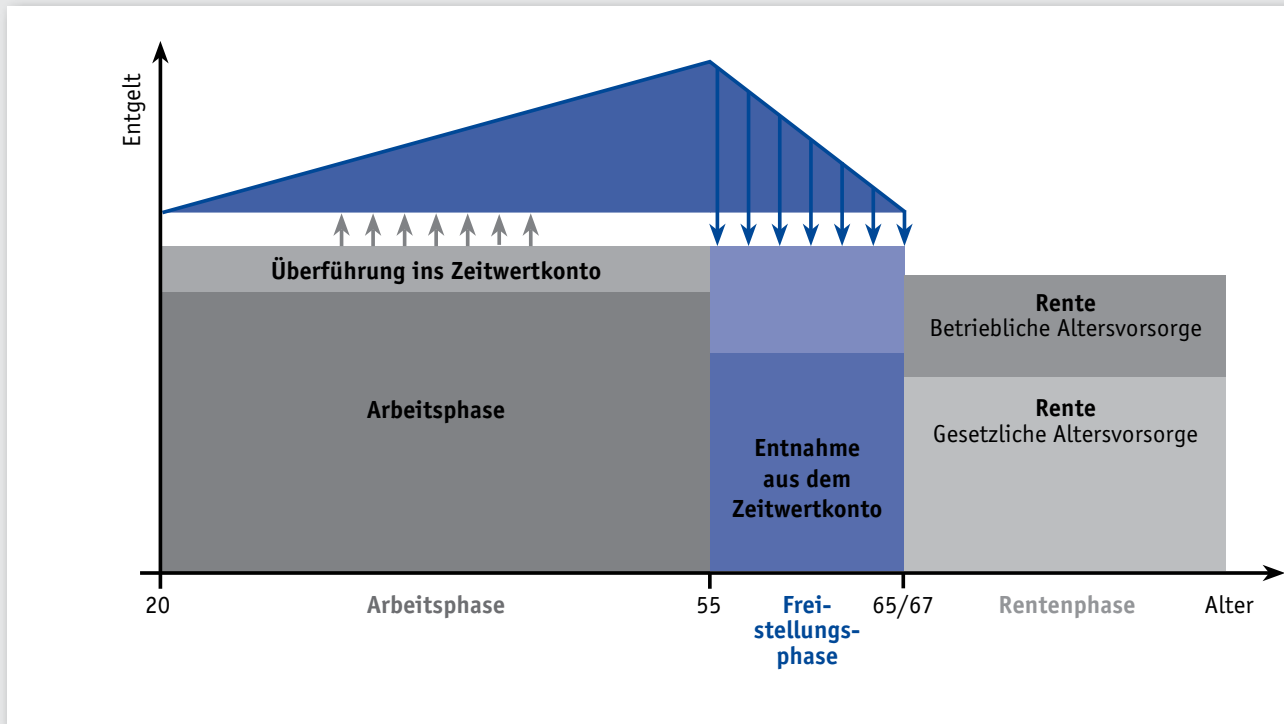 Entgelt
Überführung ins Zeitwertkonto
Arbeitsphase
Entnahme
aus dem
Zeitwertkonto
Rente
Betriebliche Altersvorsorge
Rente
Gesetzliche Altersvorsorge
20
Arbeitsphase
55
Frei-
stellungs-
phase
65/67
Rentenphase
Alter